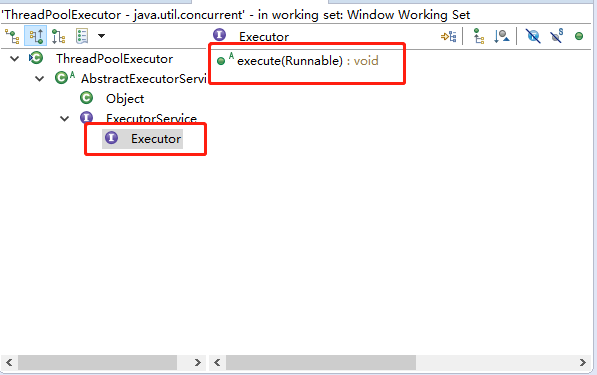 'ThreadPoolExecutor - java.util.concurrent' - in working set: Window Working Set
Executor
ThreadPoolExecutor
execute(Runnable) : void
A AbstractExecutorServi
Object
I ExecutorService
I Executor